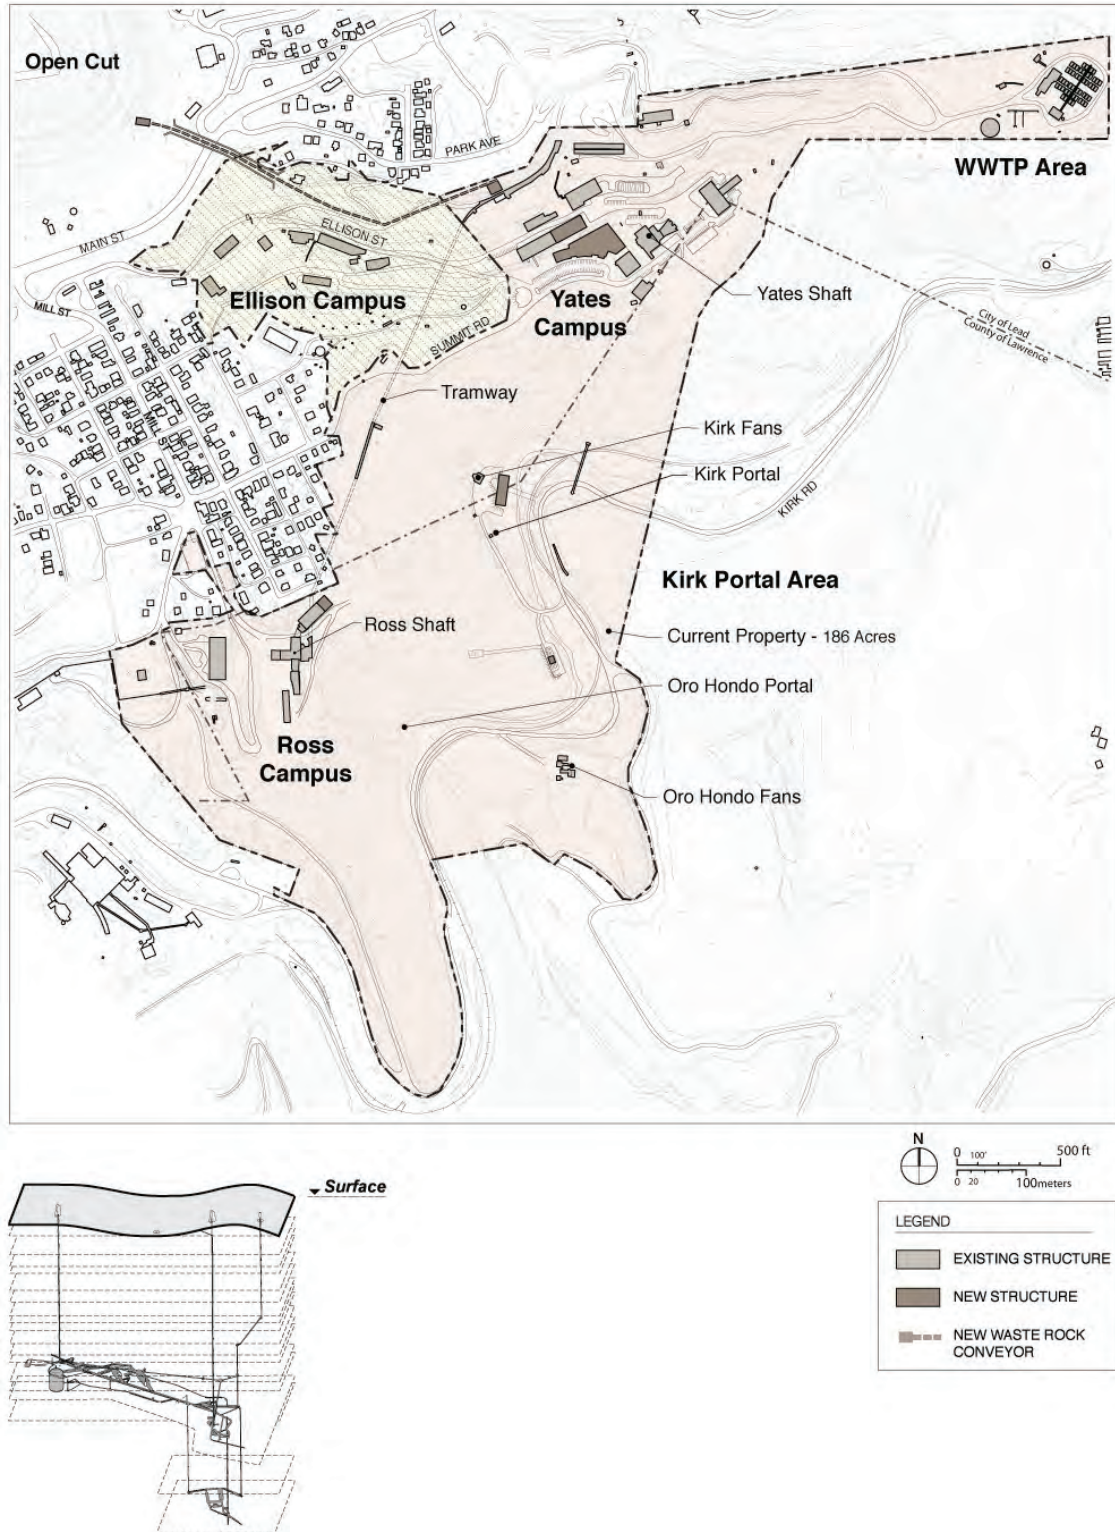 Open Cut
PARK AVE
WWTP Area
MAIN ST
ELLISON ST
Ellison Campus
Yates
Campus
Yates Shaft
MILL ST
SUMMIT RD
City of Lead
County of Lawrence
Tramway
MILL ST
Kirk Fans
Kirk Portal
KIRK RD
Kirk Portal Area
Ross Shaft
Current Property - 186 Acres
Oro Hondo Portal
Ross
Campus
Oro Hondo Fans
N
0 100' 500 ft
0 20 100meters
Surface
LEGEND
EXISTING STRUCTURE
NEW STRUCTURE
NEW WASTE ROCK
CONVEYOR